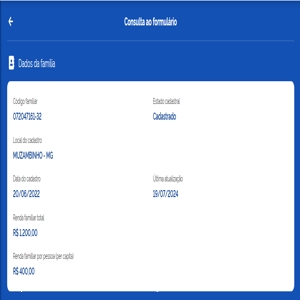 Consulta ao formulário
Dados da família
Código familiar
072047161-32
Estado cadastral
Cadastrado
Local do cadastro
MUZAMBINHO - MG
Data do cadastro
20/06/2022
Última atualização
19/07/2024
Renda familiar total
R$ 1.200,00
Renda familiar por pessoa (per capita)
R$ 400,00